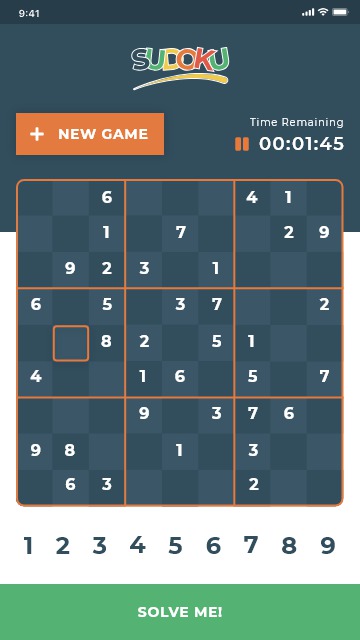 9:41
SUDOKU
+ NEW GAME
Time Remaining
00:01:45
6 4 1
1 7 2 9
9 2 3 1
6 5 3 7 2
8 2 5 1
4 1 6 5 7
9 3 7 6
9 8 1 3
6 3 2
1 2 3 4 5 6 7 8 9
SOLVE ME!